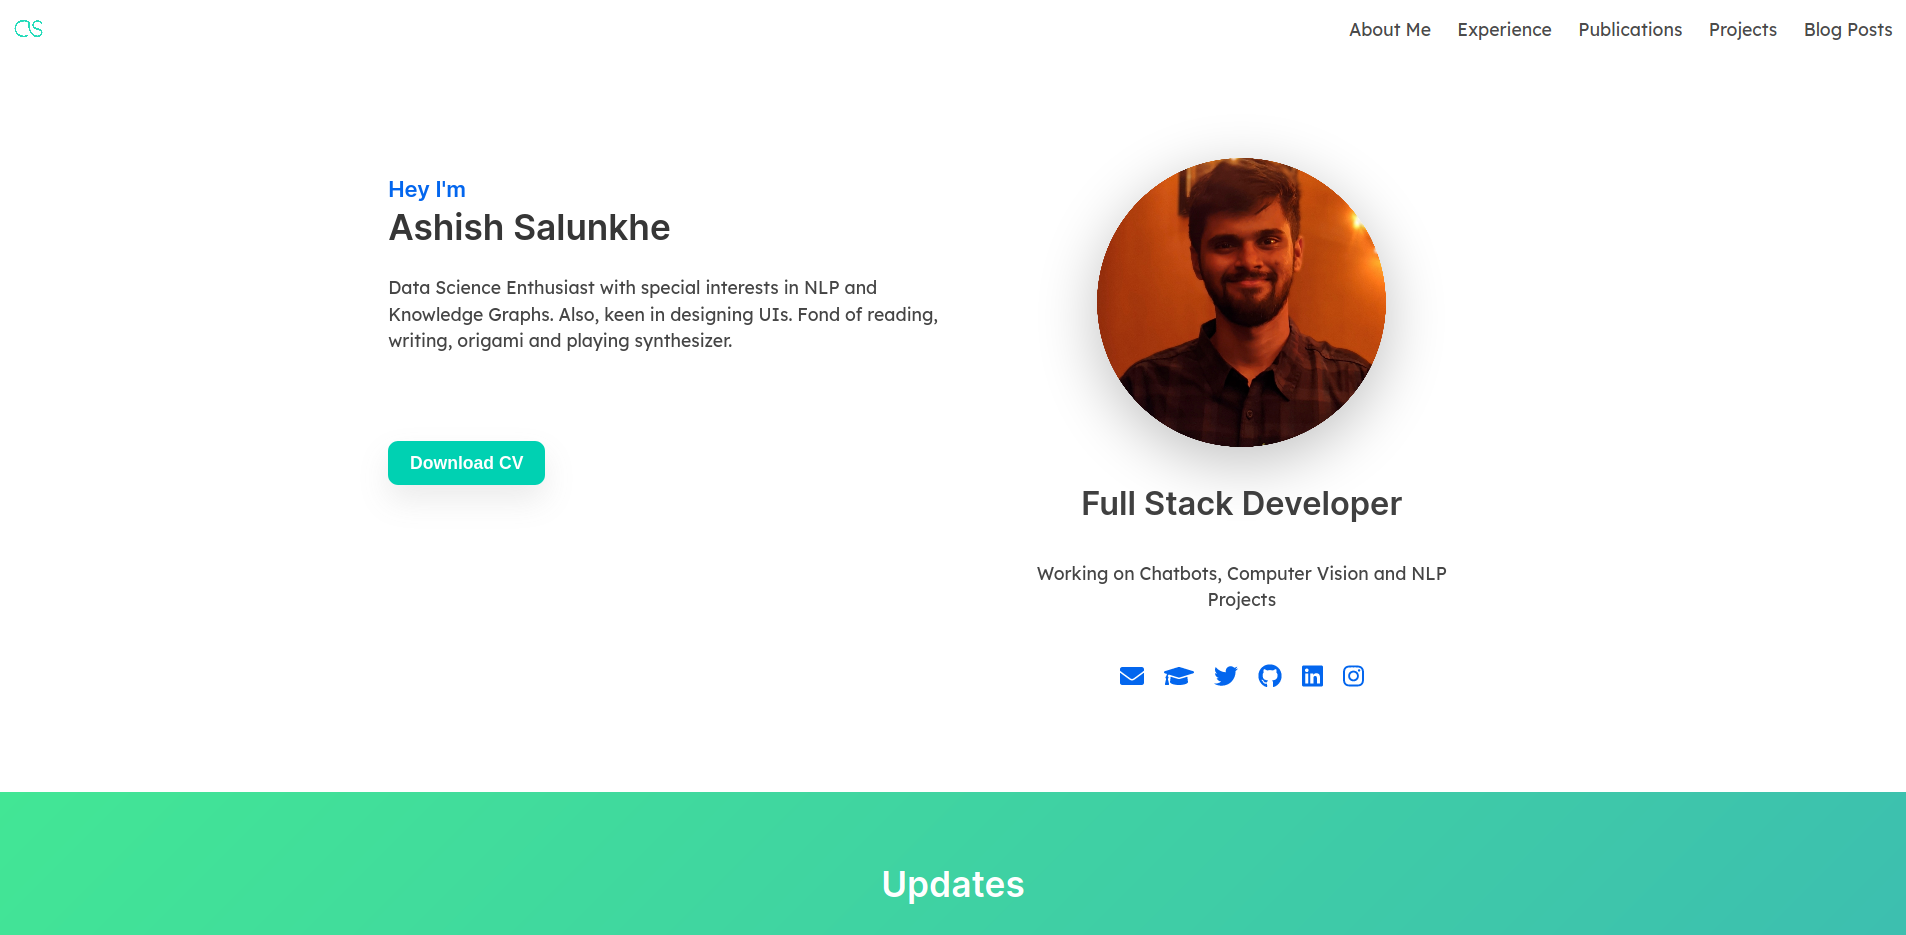 About Me Experience Publications Projects Blog Posts
Hey I'm
Ashish Salunkhe
Data Science Enthusiast with special interests in NLP and
Knowledge Graphs. Also, keen in designing UIs. Fond of reading,
writing, origami and playing synthesizer.
Download CV
Full Stack Developer
Working on Chatbots, Computer Vision and NLP
Projects
Updates